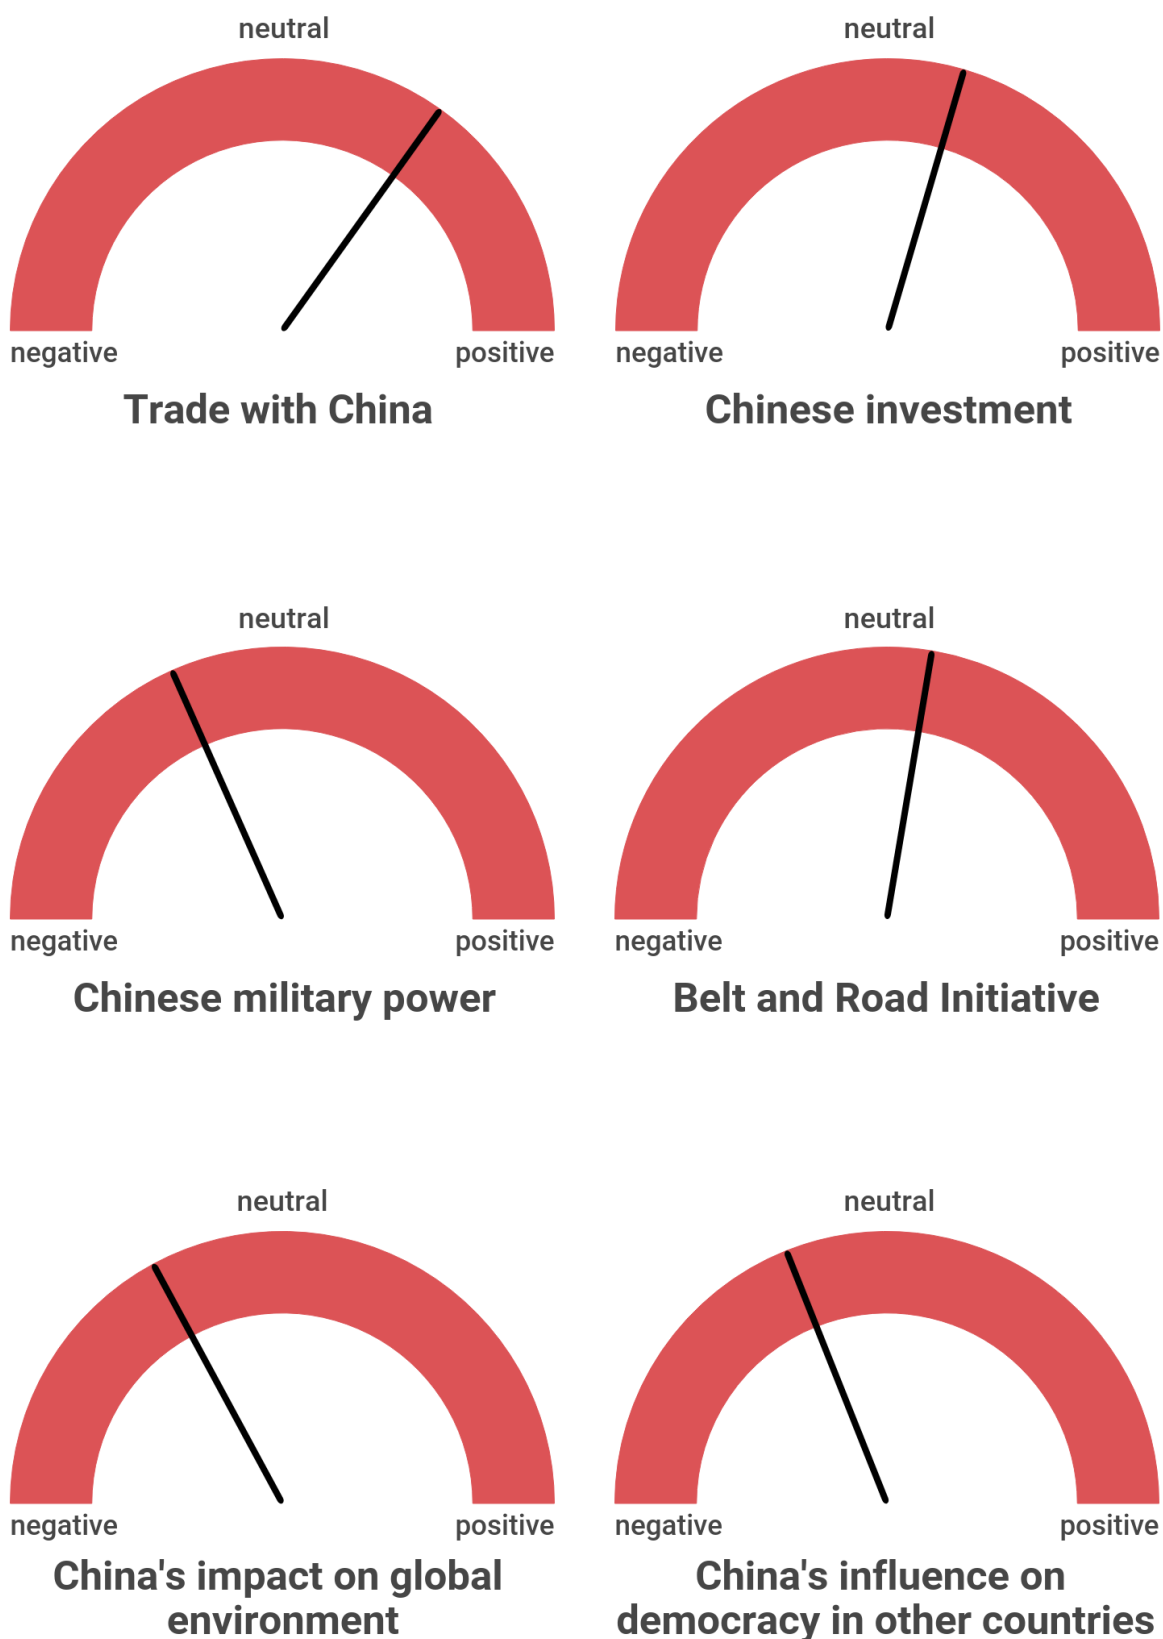 neutral
negative
positive
Trade with China
neutral
negative
positive
Chinese investment
neutral
negative
positive
Chinese military power
neutral
negative
positive
Belt and Road Initiative
neutral
negative
positive
China's impact on global
environment
neutral
negative
positive
China's influence on
democracy in other countries